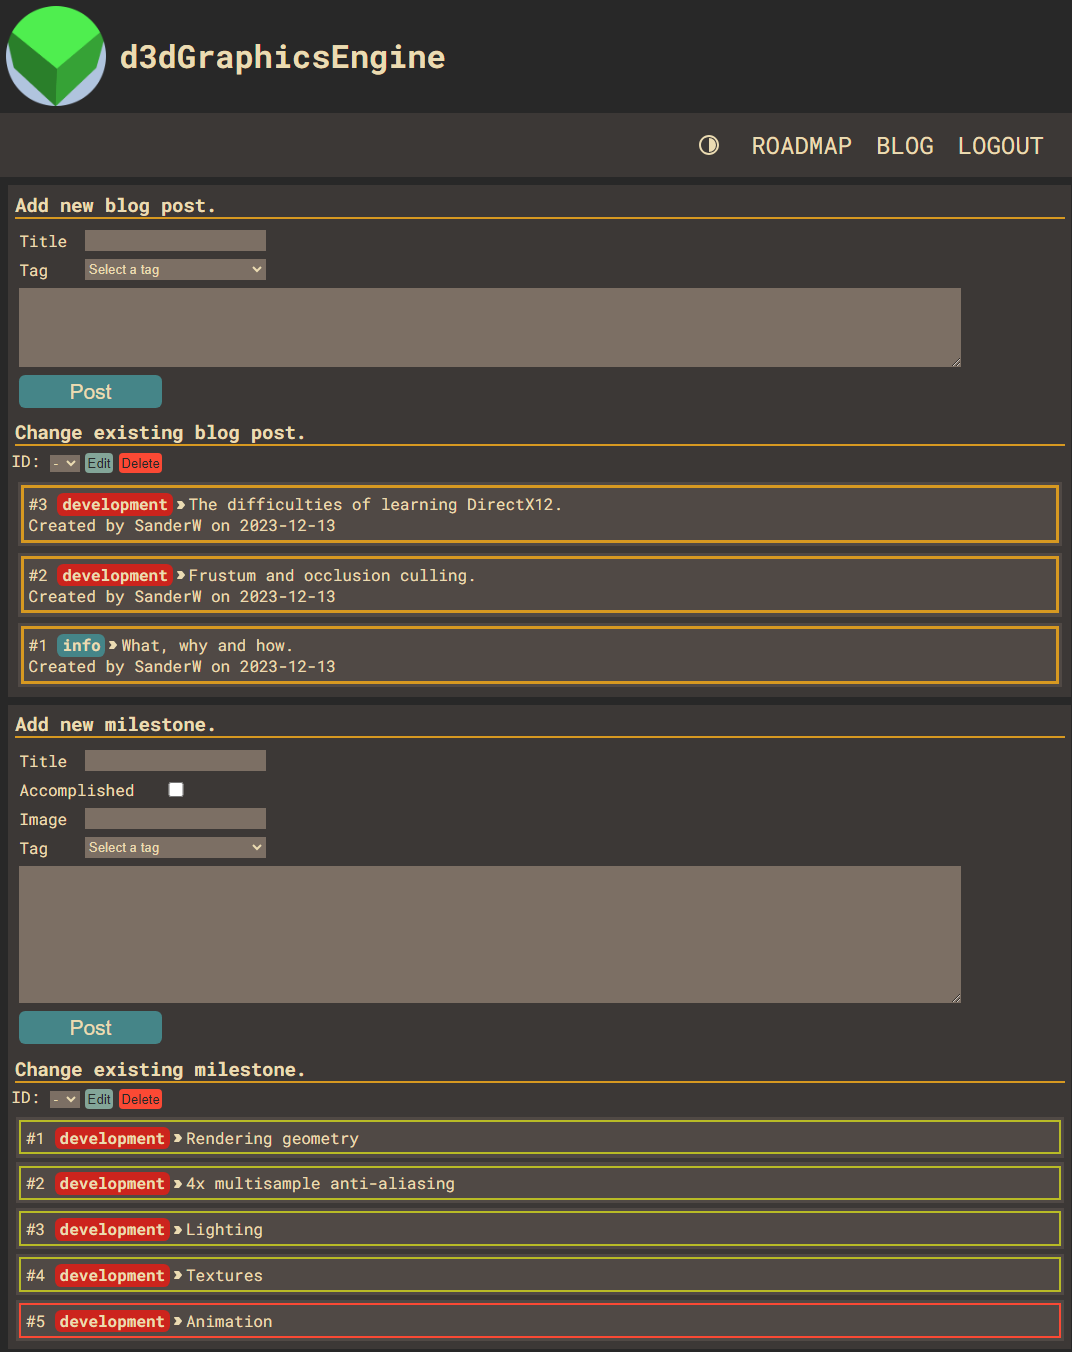 d3dGraphicsEngine
ROADMAP BLOG LOGOUT
Add new blog post.
Title
Tag Select a tag
Post
Change existing blog post.
ID: - Edit Delete
#3 development The difficulties of learning DirectX12.
Created by SanderW on 2023-12-13
#2 development Frustum and occlusion culling.
Created by SanderW on 2023-12-13
#1 info What, why and how.
Created by SanderW on 2023-12-13
Add new milestone.
Title
Accomplished
Image
Tag Select a tag
Post
Change existing milestone.
ID: - Edit Delete
#1 development Rendering geometry
#2 development 4x multisample anti-aliasing
#3 development Lighting
#4 development Textures
#5 development Animation